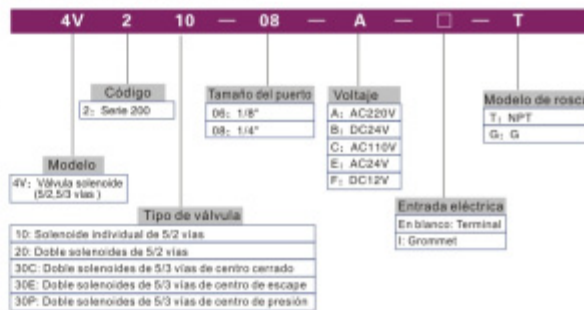 4V 2 10 — 08 — A — □ — T
Código
2: Serie 200
Tamaño del puerto
06: 1/8"
08: 1/4"
Voltaje
A: AC220V
B: DC24V
C: AC110V
E: AC24V
F: DC12V
Modelo de rosca
T: NPT
G: G
Modelo
4V: Válvula solenoide
(5/2,5/3 vías )
Tipo de válvula
10: Solenoide individual de 5/2 vías
20: Doble solenoides de 5/2 vías
30C: Doble solenoides de 5/3 vías de centro cerrado
30E: Doble solenoides de 5/3 vías de centro de escape
30P: Doble solenoides de 5/3 vías de centro de presión
Entrada eléctrica
En blanco: Terminal
I: Grommet